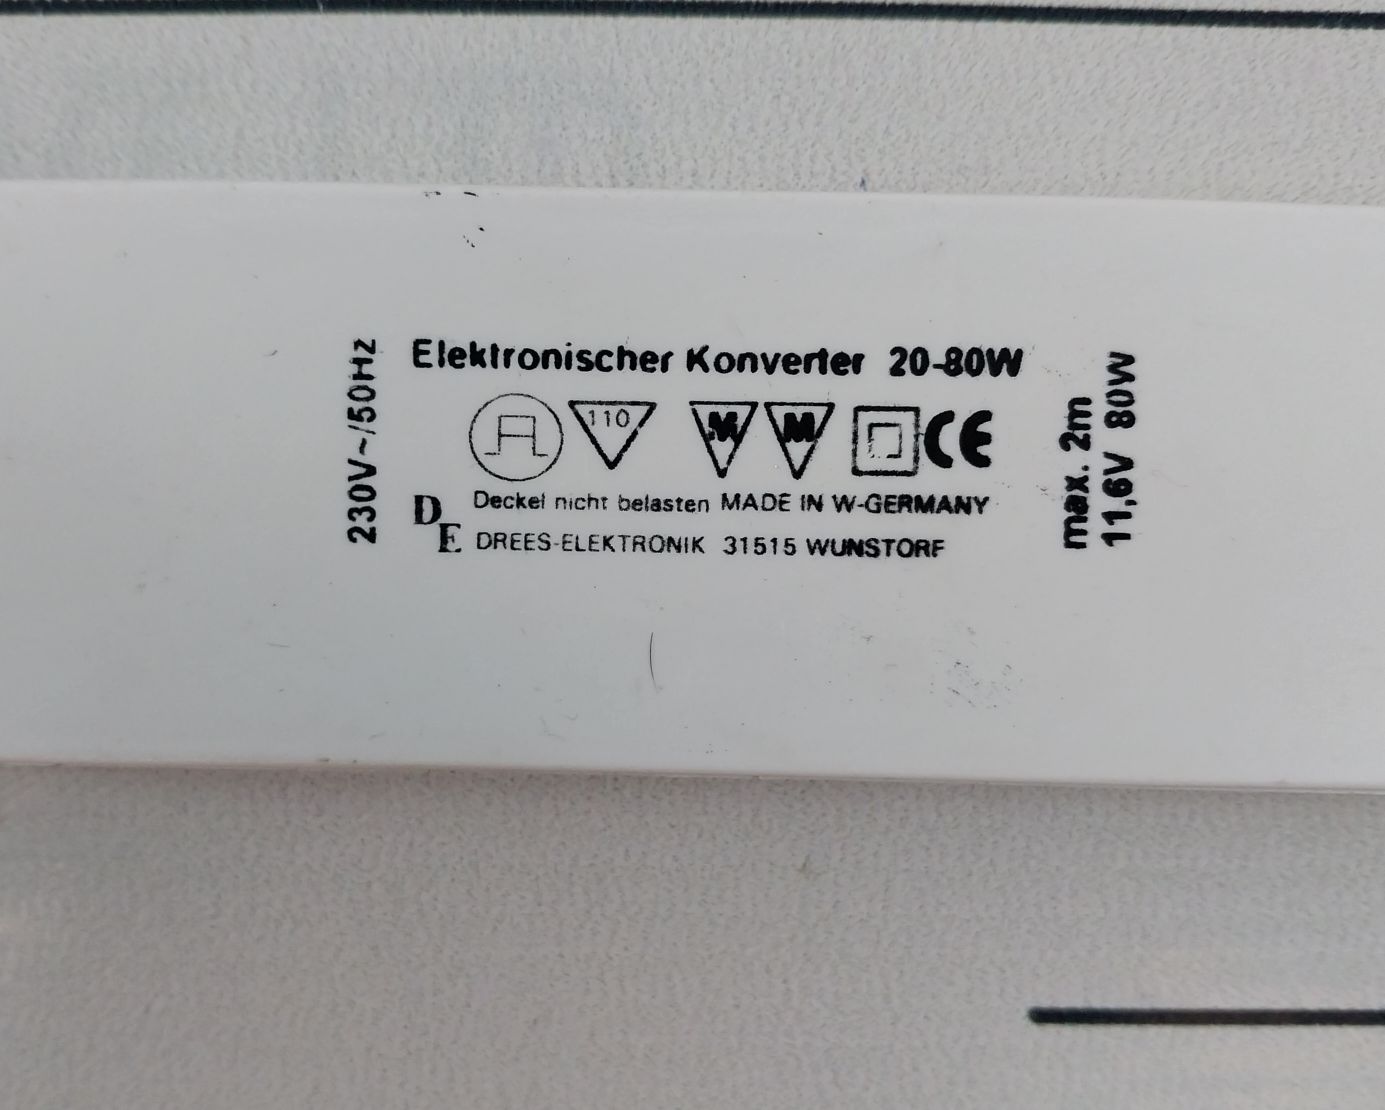 230V~/50Hz
Elektronischer Konverter 20-80W
110
M M
CE
Deckel nicht belasten MADE IN W-GERMANY
DE
DREES-ELEKTRONIK 31515 WUNSTORF
max. 2m
11,6V 80W